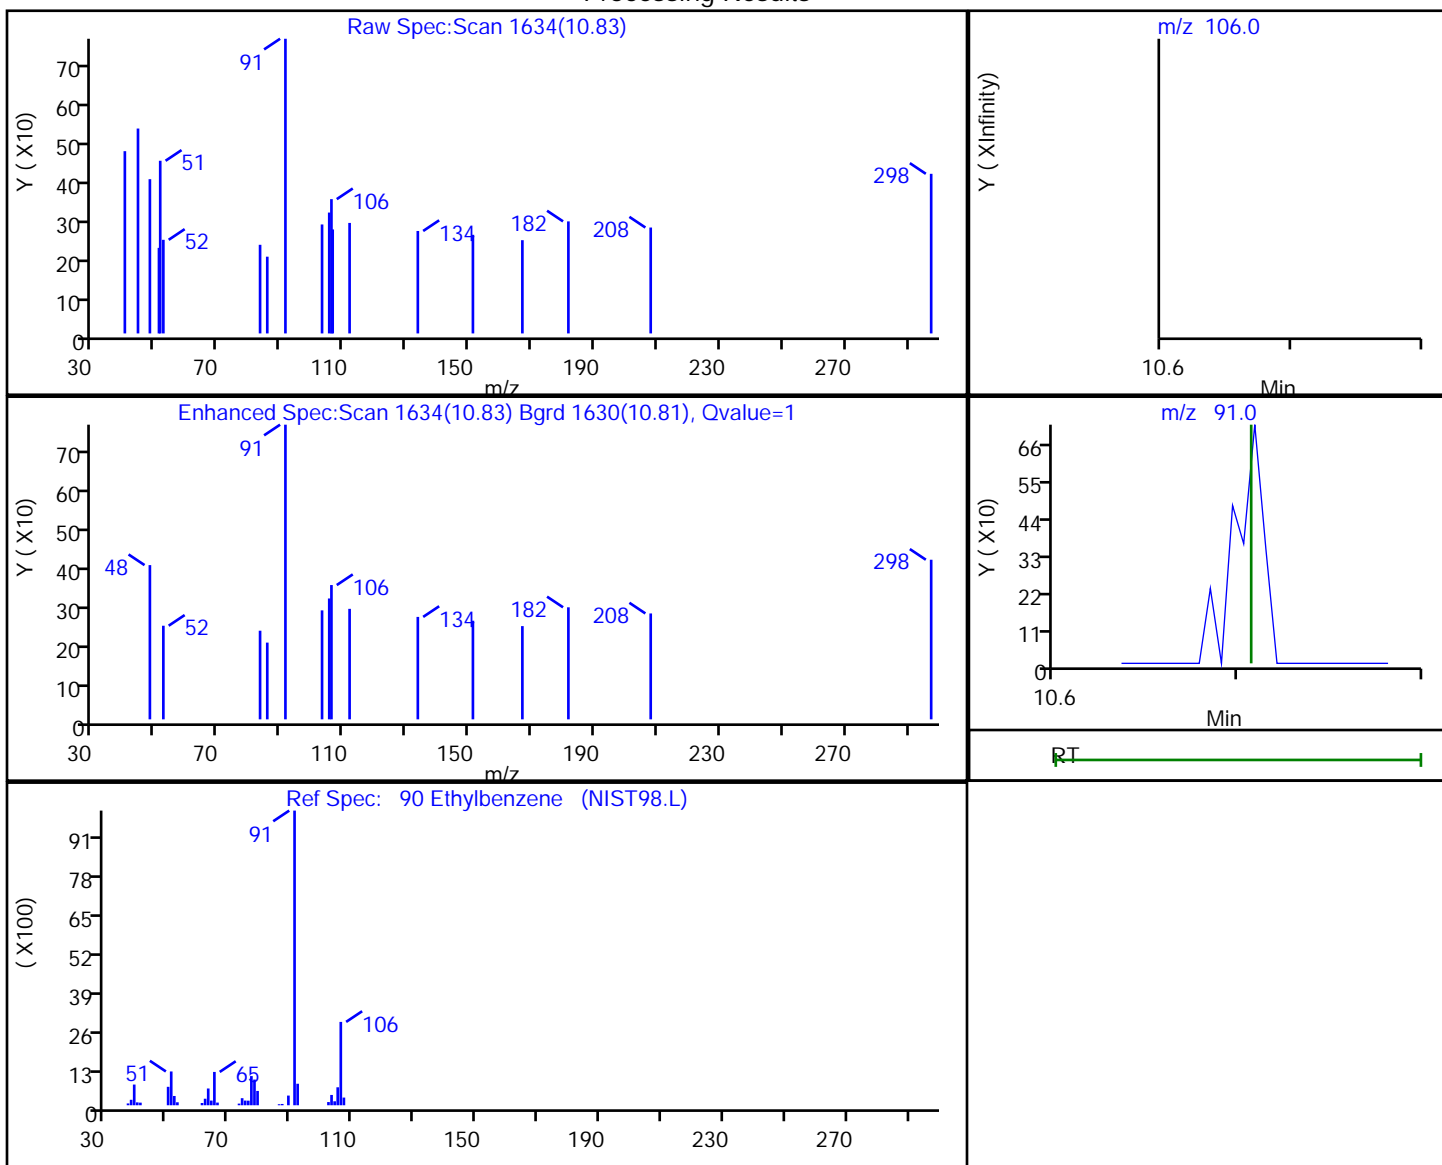 Processing Results
Raw Spec:Scan 1634(10.83)
Y ( X10)
70
60
50
40
30
20
10
0
91
51
52
106
134
182
208
298
30 70 110 150 190 230 270
m/z
m/z 106.0
Y ( XInfinity)
10.6
Min
Enhanced Spec:Scan 1634(10.83) Bgrd 1630(10.81), Qvalue=1
Y ( X10)
70
60
50
40
30
20
10
0
91
48
52
106
134
182
208
298
30 70 110 150 190 230 270
m/z
m/z 91.0
Y ( X10)
66
55
44
33
22
11
0
10.6
Min
RT
Ref Spec: 90 Ethylbenzene (NIST98.L)
( X100)
91
78
65
52
39
26
13
0
91
51
65
106
30 70 110 150 190 230 270